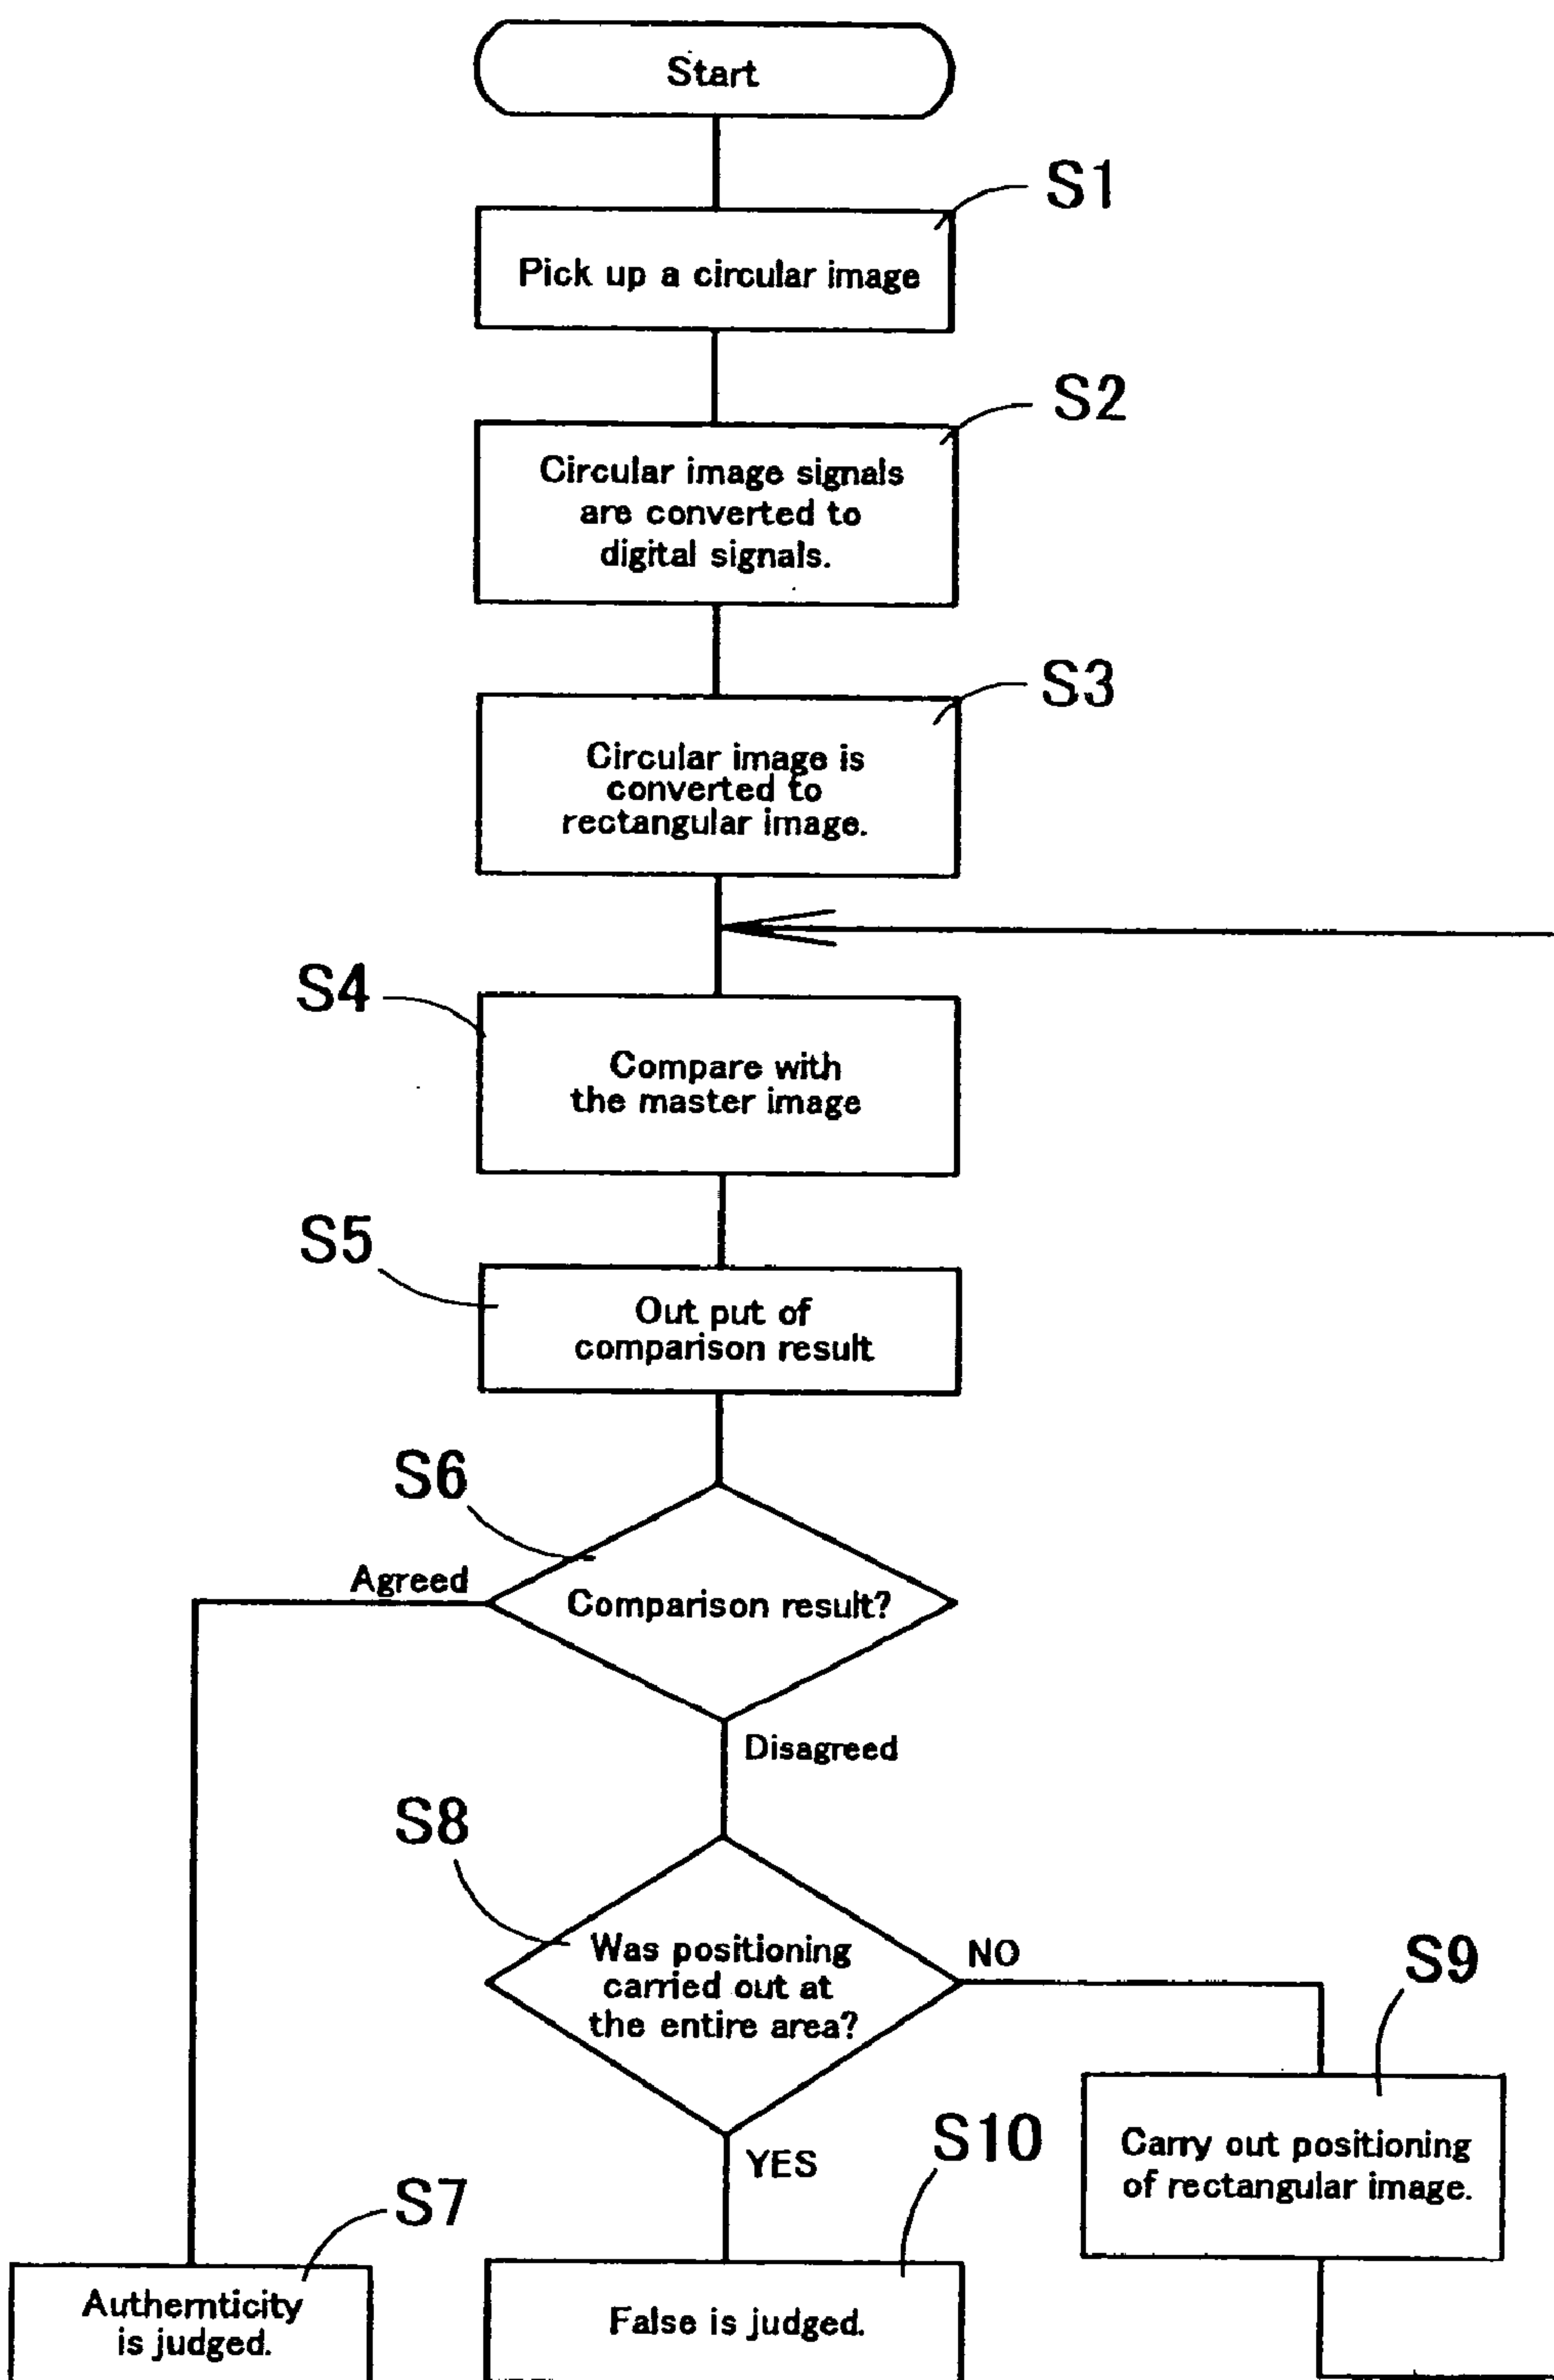 Start
S1
Pick up a circular image
S2
Circular image signals
are converted to
digital signals.
S3
Circular image is
converted to
rectangular image.
S4
Compare with
the master image
S5
Out put of
comparison result
S6
Agreed
Comparison result?
Disagreed
S8
Was positioning
carried out at
the entire area?
NO
S9
Carry out positioning
of rectangular image.
YES
S10
False is judged.
S7
Authernticity
is judged.